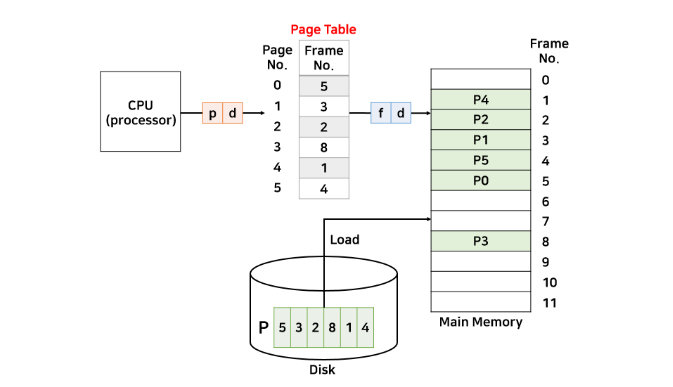 Page Table
Page No.
Frame No.
0 5
1 3
2 2
3 8
4 1
5 4
CPU
(processor)
p d
f d
Frame No.
0
P4 1
P2 2
P1 3
P5 4
P0 5
6
7
P3 8
9
10
11
Main Memory
Load
P 5 3 2 8 1 4
Disk